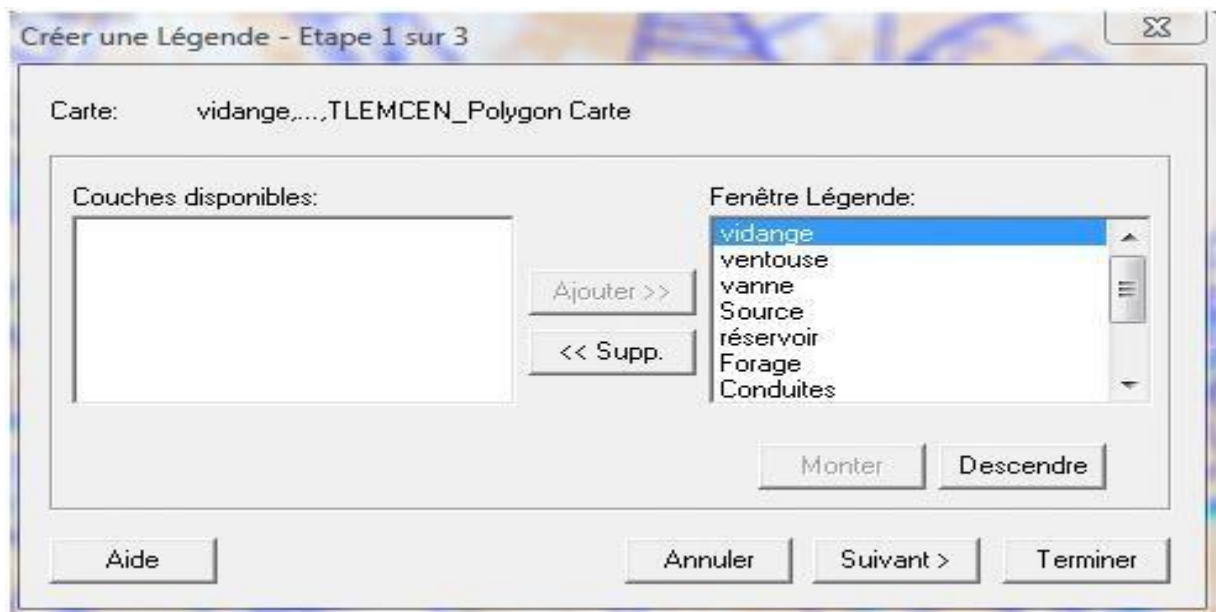 Créer une Légende - Etape 1 sur 3
Carte: vidange,...,TLEMCEN_Polygon Carte
Couches disponibles:
Fenêtre Légende:
vidange
ventouse
vanne
Source
réservoir
Forage
Conduites
Ajouter >>
<< Supp.
Monter
Descendre
Aide
Annuler
Suivant >
Terminer